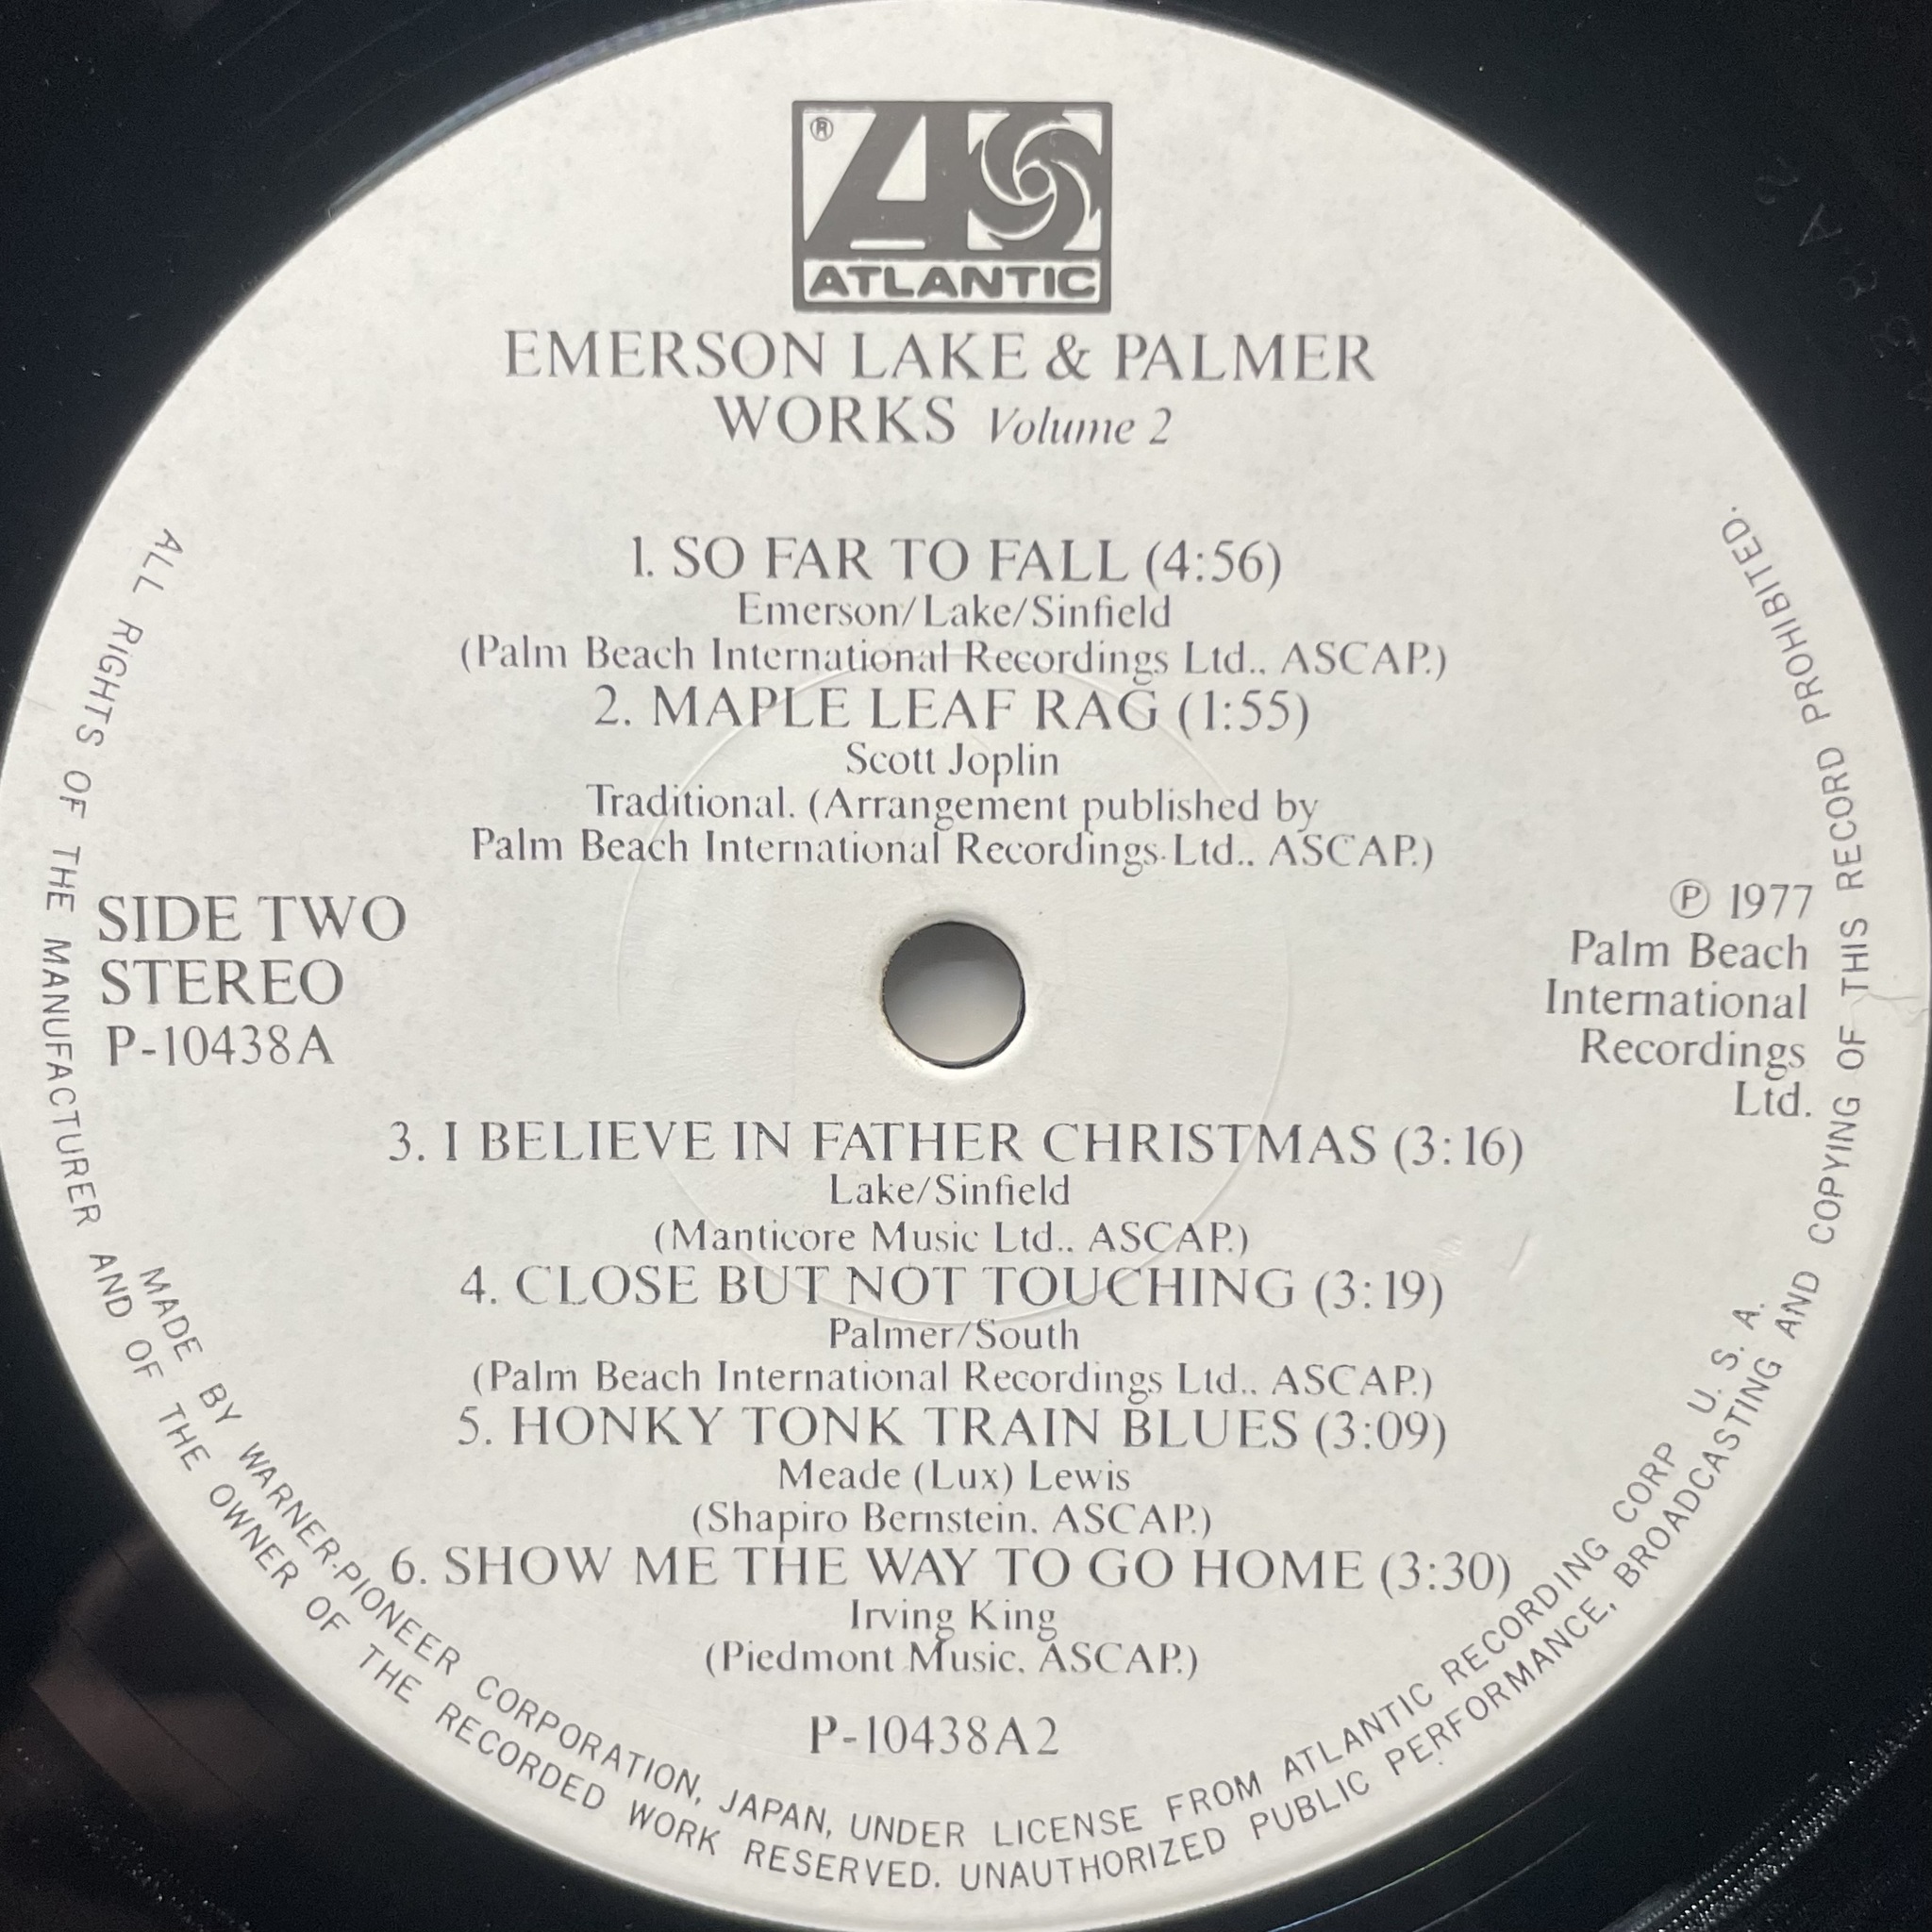 ®
ATLANTIC
EMERSON LAKE & PALMER
WORKS Volume 2
1. SO FAR TO FALL (4:56)
Emerson/Lake/Sinfield
(Palm Beach International Recordings Ltd., ASCAP.)
2. MAPLE LEAF RAG (1:55)
Scott Joplin
Traditional. (Arrangement published by
Palm Beach International Recordings Ltd., ASCAP.)
SIDE TWO
STEREO
P-10438A
℗ 1977
Palm Beach
International
Recordings
Ltd.
3. I BELIEVE IN FATHER CHRISTMAS (3:16)
Lake/Sinfield
(Manticore Music Ltd., ASCAP.)
4. CLOSE BUT NOT TOUCHING (3:19)
Palmer/South
(Palm Beach International Recordings Ltd., ASCAP.)
5. HONKY TONK TRAIN BLUES (3:09)
Meade (Lux) Lewis
(Shapiro Bernstein, ASCAP.)
6. SHOW ME THE WAY TO GO HOME (3:30)
Irving King
(Piedmont Music, ASCAP.)
P-10438A2
MADE BY WARNER-PIONEER CORPORATION, JAPAN, UNDER LICENSE FROM ATLANTIC RECORDING CORP U. S. A.
ALL RIGHTS OF THE MANUFACTURER AND OF THE OWNER OF THE RECORDED WORK RESERVED. UNAUTHORIZED PUBLIC PERFORMANCE, BROADCASTING AND COPYING OF THIS RECORD PROHIBITED.